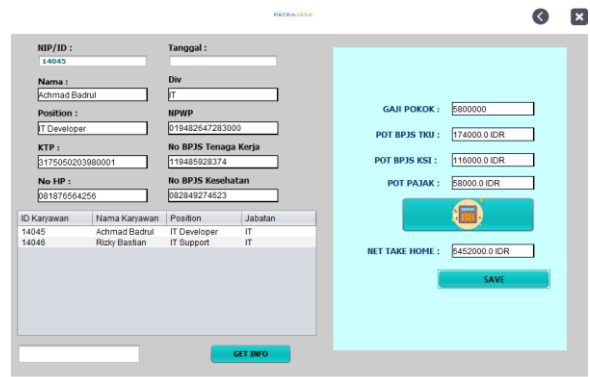 PATRAJASA
NIP/ID :
14045
Tanggal :
Nama :
Achmad Badrul
Div
IT
Position :
IT Developer
NPWP
019482647283000
KTP :
3175050203980001
No BPJS Tenaga Kerja
119485928374
No HP :
081876564256
No BPJS Kesehatan
082849274623
ID Karyawan Nama Karyawan Position Jabatan
14045 Achmad Badrul IT Developer IT
14046 Rizky Bastian IT Support IT
GET INFO
GAJI POKOK : 5800000
POT BPJS TKU : 174000.0 IDR
POT BPJS KSI : 116000.0 IDR
POT PAJAK : 58000.0 IDR
NET TAKE HOME : 5452000.0 IDR
SAVE